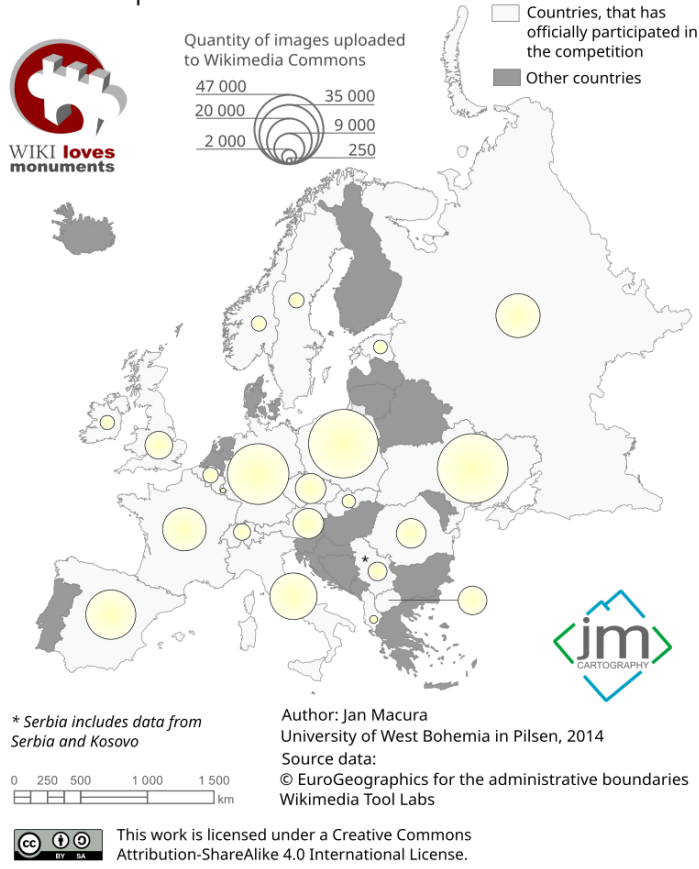 Countries, that has
officially participated in
the competition
Other countries
Quantity of images uploaded
to Wikimedia Commons
47 000
35 000
20 000
9 000
2 000
250
WIKI loves
monuments
*
jm
CARTOGRAPHY
* Serbia includes data from
Serbia and Kosovo
Author: Jan Macura
University of West Bohemia in Pilsen, 2014
Source data:
© EuroGeographics for the administrative boundaries
Wikimedia Tool Labs
0 250 500 1 000 1 500
km
cc BY SA
This work is licensed under a Creative Commons
Attribution-ShareAlike 4.0 International License.